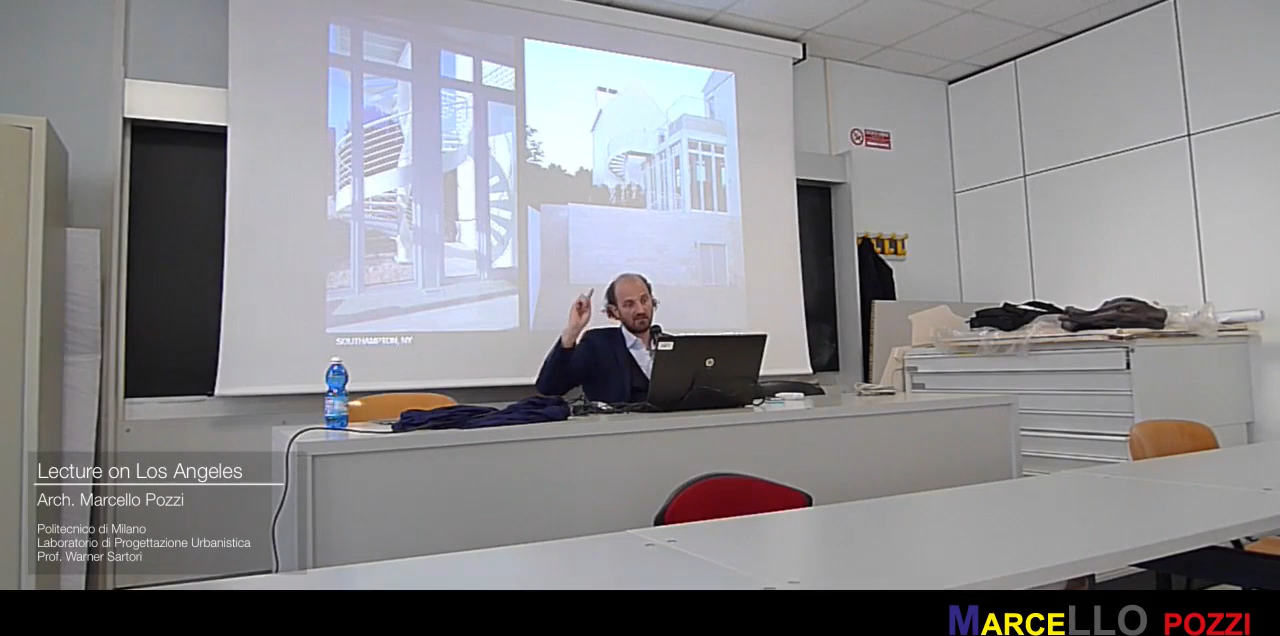 SOUTHAMPTON, NY
Lecture on Los Angeles
Arch. Marcello Pozzi
Politecnico di Milano
Laboratorio di Progettazione Urbanistica
Prof. Warner Sartori
MARCELLO POZZI